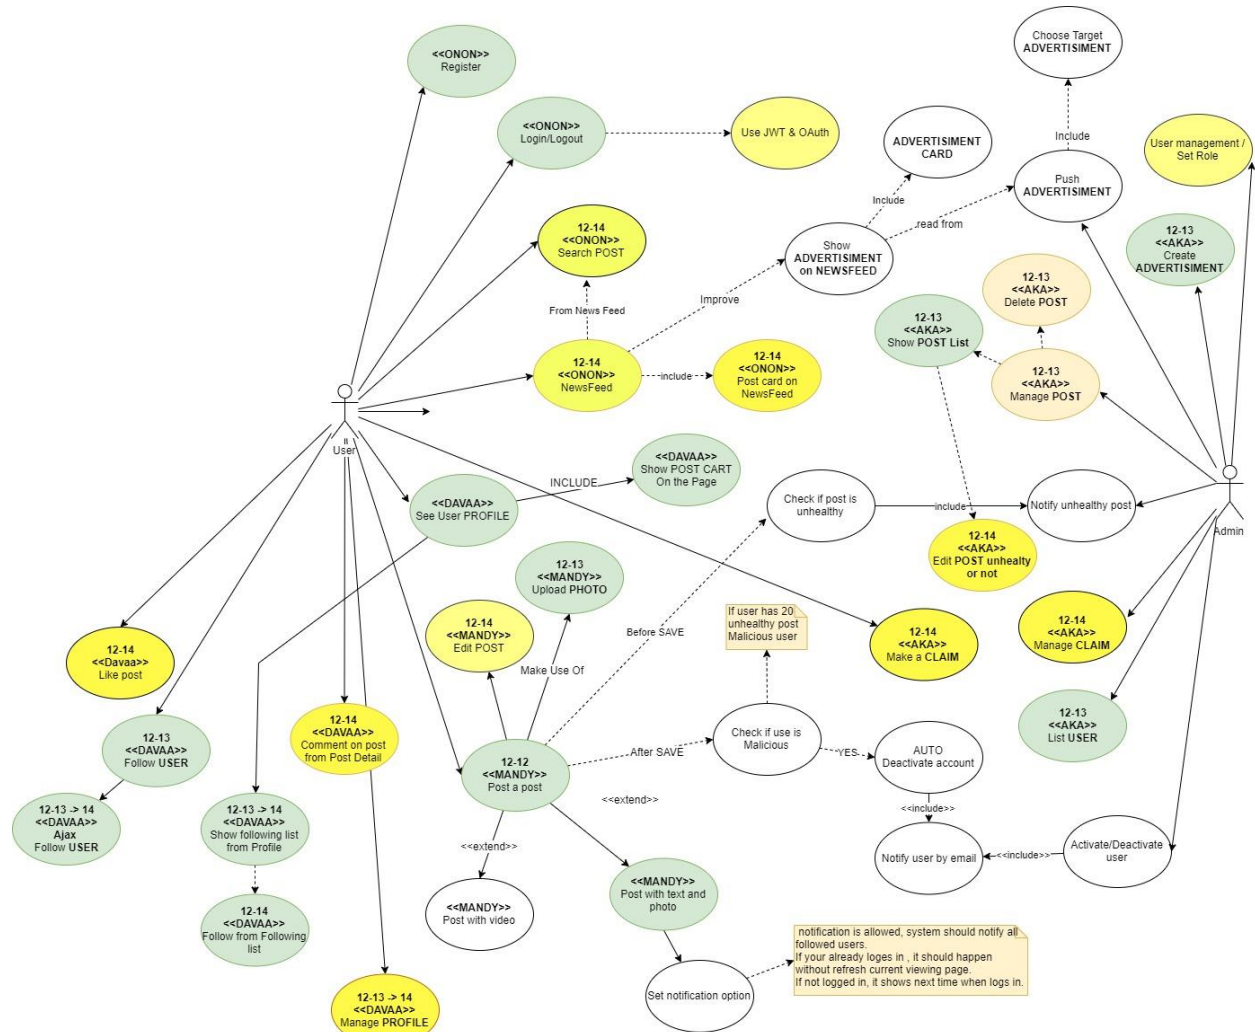 Choose Target
ADVERTISIMENT
<<ONON>>
Register
<<ONON>>
Login/Logout
Use JWT & OAuth
ADVERTISIMENT
CARD
Include
User management /
Set Role
Push
ADVERTISIMENT
Include
read from
12-14
<<ONON>>
Search POST
Show
ADVERTISIMENT
on NEWSFEED
12-13
<<AKA>>
Create
ADVERTISIMENT
12-13
<<AKA>>
Delete POST
Improve
From News Feed
12-13
<<AKA>>
Show POST List
12-14
<<ONON>>
NewsFeed
include
12-14
<<ONON>>
Post card on
NewsFeed
12-13
<<AKA>>
Manage POST
User
<<DAVAA>>
Show POST CART
On the Page
INCLUDE
<<DAVAA>>
See User PROFILE
Check if post is
unhealthy
include
Notify unhealthy post
Admin
12-14
<<AKA>>
Edit POST unhealty
or not
12-13
<<MANDY>>
Upload PHOTO
12-14
<<MANDY>>
Edit POST
Before SAVE
If user has 20
unhealthy post
Malicious user
12-14
<<AKA>>
Make a CLAIM
12-14
<<AKA>>
Manage CLAIM
12-14
<<Davaa>>
Like post
Make Use Of
12-13
<<DAVAA>>
Follow USER
12-14
<<DAVAA>>
Comment on post
from Post Detail
12-13
<<AKA>>
List USER
Check if use is
Malicious
After SAVE
YES
AUTO
Deactivate account
12-12
<<MANDY>>
Post a post
<<extend>>
<<include>>
12-13 -> 14
<<DAVAA>>
Ajax
Follow USER
12-13 -> 14
<<DAVAA>>
Show following list
from Profile
<<extend>>
Notify user by email
<<include>>
Activate/Deactivate
user
<<MANDY>>
Post with text and
photo
<<MANDY>>
Post with video
12-14
<<DAVAA>>
Follow from Following
list
notification is allowed, system should notify all
followed users.
If your already loges in , it should happen
without refresh current viewing page.
If not logged in, it shows next time when logs in.
Set notification option
12-13 -> 14
<<DAVAA>>
Manage PROFILE